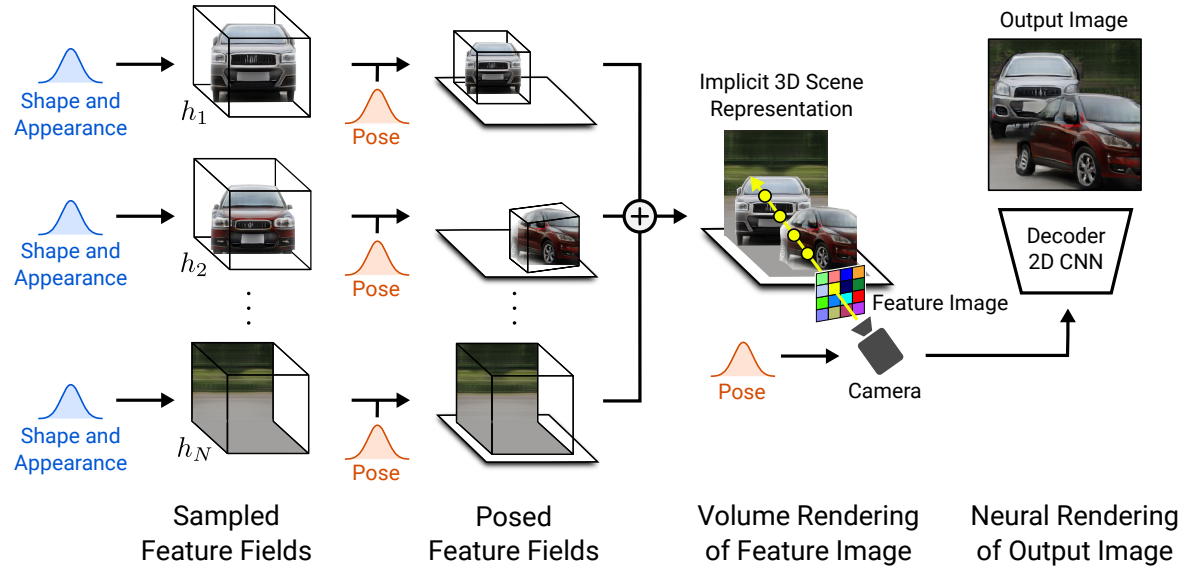 Shape and
Appearance
h₁
Pose
Shape and
Appearance
h₂
Pose
Shape and
Appearance
h_N
Pose
+
Implicit 3D Scene
Representation
Feature Image
Pose
Camera
Output Image
Decoder
2D CNN
Sampled
Feature Fields
Posed
Feature Fields
Volume Rendering
of Feature Image
Neural Rendering
of Output Image